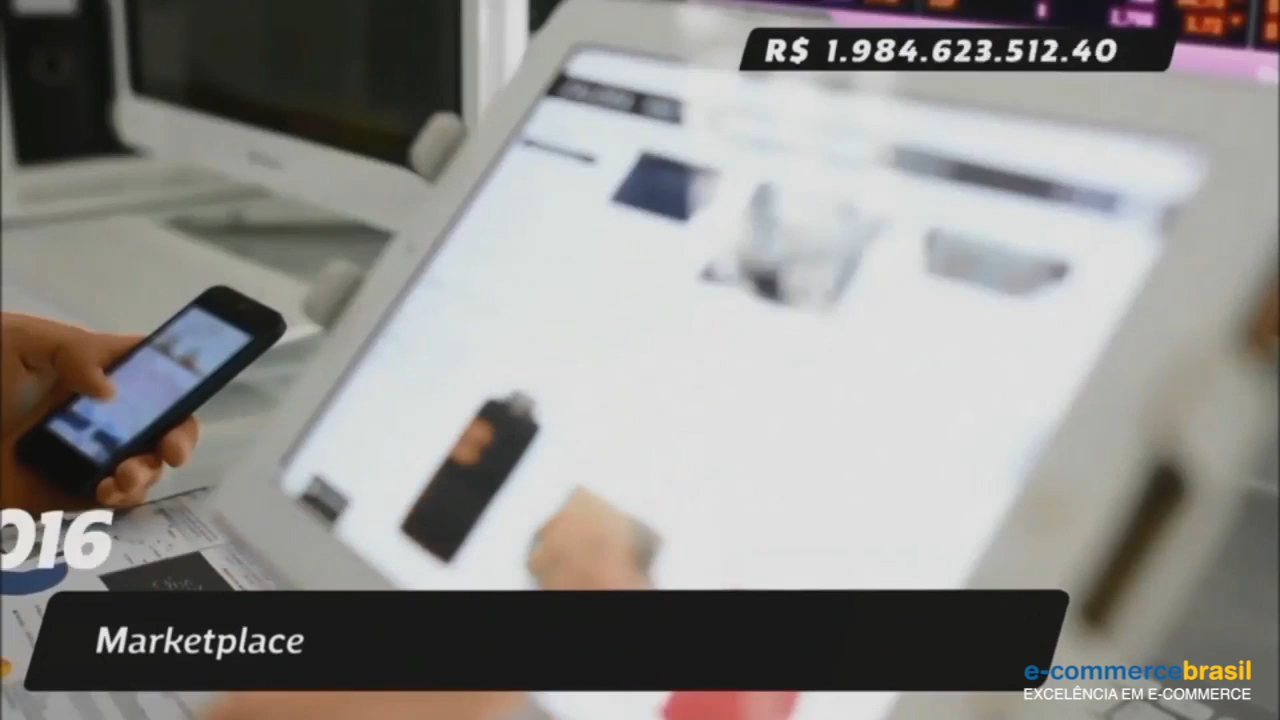 R$ 1.984.623.512.40
016
Marketplace
e-commercebrasil
EXCELÊNCIA EM E-COMMERCE